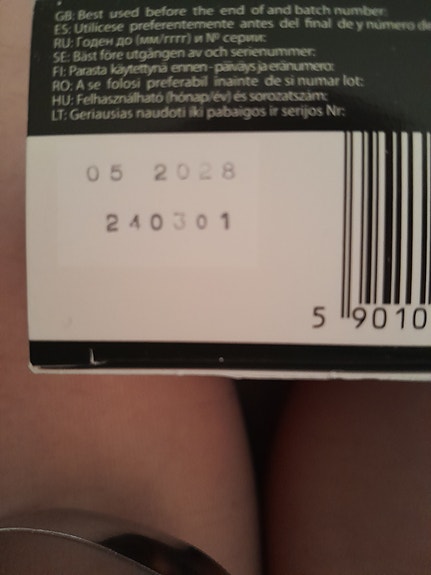 GB: Best used before the end of and batch number:
ES: Utilícese preferentemente antes del final de y número de
RU: Годен до (мм/гггг) и № серии:
SE: Bäst före utgången av och serienummer:
FI: Parasta käytettynä ennen - päiväys ja eränumero:
RO: A se folosi preferabil înainte de si numar lot:
HU: Felhasználható (hónap/év) és sorozatszám:
LT: Geriausias naudoti iki pabaigos ir serijos Nr:
05 2028
240301
5 9010